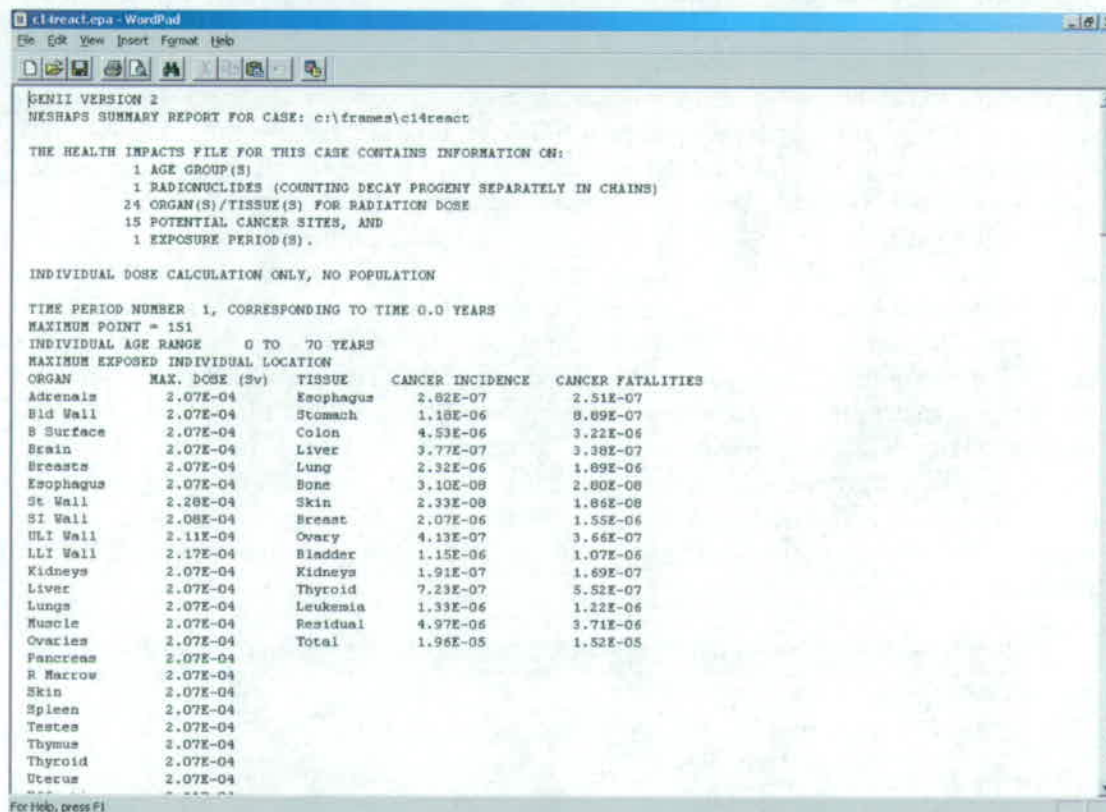 c14react.epa - WordPad
File Edit View Insert Format Help
GENII VERSION 2
NESHAPS SUMMARY REPORT FOR CASE: c:\frames\c14react
THE HEALTH IMPACTS FILE FOR THIS CASE CONTAINS INFORMATION ON:
1 AGE GROUP(S)
1 RADIONUCLIDES (COUNTING DECAY PROGENY SEPARATELY IN CHAINS)
24 ORGAN(S)/TISSUE(S) FOR RADIATION DOSE
15 POTENTIAL CANCER SITES, AND
1 EXPOSURE PERIOD(S).
INDIVIDUAL DOSE CALCULATION ONLY, NO POPULATION
TIME PERIOD NUMBER 1, CORRESPONDING TO TIME 0.0 YEARS
MAXIMUM POINT = 151
INDIVIDUAL AGE RANGE 0 TO 70 YEARS
MAXIMUM EXPOSED INDIVIDUAL LOCATION
ORGAN MAX. DOSE (Sv) TISSUE CANCER INCIDENCE CANCER FATALITIES
Adrenals 2.07E-04 Esophagus 2.82E-07 2.51E-07
Bld Wall 2.07E-04 Stomach 1.18E-06 8.89E-07
B Surface 2.07E-04 Colon 4.53E-06 3.22E-06
Brain 2.07E-04 Liver 3.77E-07 3.38E-07
Breasts 2.07E-04 Lung 2.32E-06 1.89E-06
Esophagus 2.07E-04 Bone 3.10E-08 2.80E-08
St Wall 2.28E-04 Skin 2.33E-08 1.86E-08
SI Wall 2.08E-04 Breast 2.07E-06 1.55E-06
ULI Wall 2.11E-04 Ovary 4.13E-07 3.66E-07
LLI Wall 2.17E-04 Bladder 1.15E-06 1.07E-06
Kidneys 2.07E-04 Kidneys 1.91E-07 1.69E-07
Liver 2.07E-04 Thyroid 7.23E-07 5.52E-07
Lungs 2.07E-04 Leukemia 1.33E-06 1.22E-06
Muscle 2.07E-04 Residual 4.97E-06 3.71E-06
Ovaries 2.07E-04 Total 1.96E-05 1.52E-05
Pancreas 2.07E-04
R Marrow 2.07E-04
Skin 2.07E-04
Spleen 2.07E-04
Testes 2.07E-04
Thymus 2.07E-04
Thyroid 2.07E-04
Uterus 2.07E-04
For Help, press F1